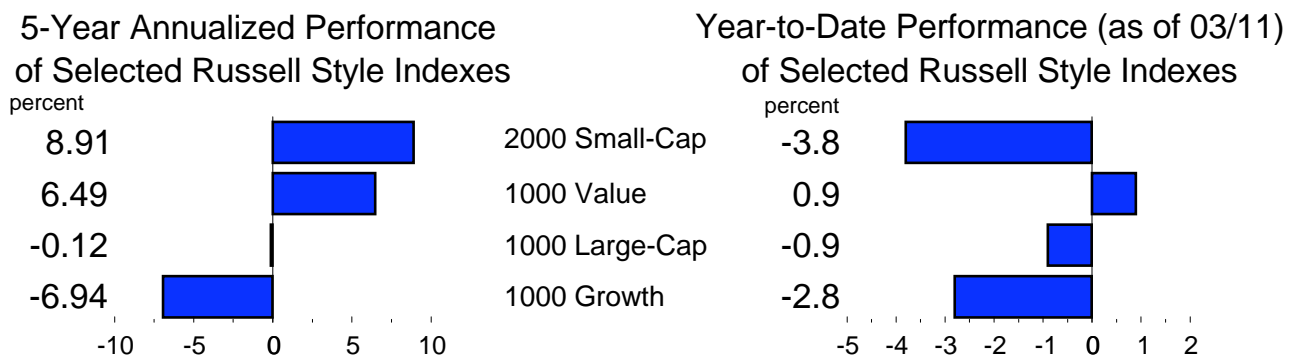 5-Year Annualized Performance
of Selected Russell Style Indexes
percent
8.91
6.49
-0.12
-6.94
-10 -5 0 5 10
2000 Small-Cap
1000 Value
1000 Large-Cap
1000 Growth
Year-to-Date Performance (as of 03/11)
of Selected Russell Style Indexes
percent
-3.8
0.9
-0.9
-2.8
-5 -4 -3 -2 -1 0 1 2